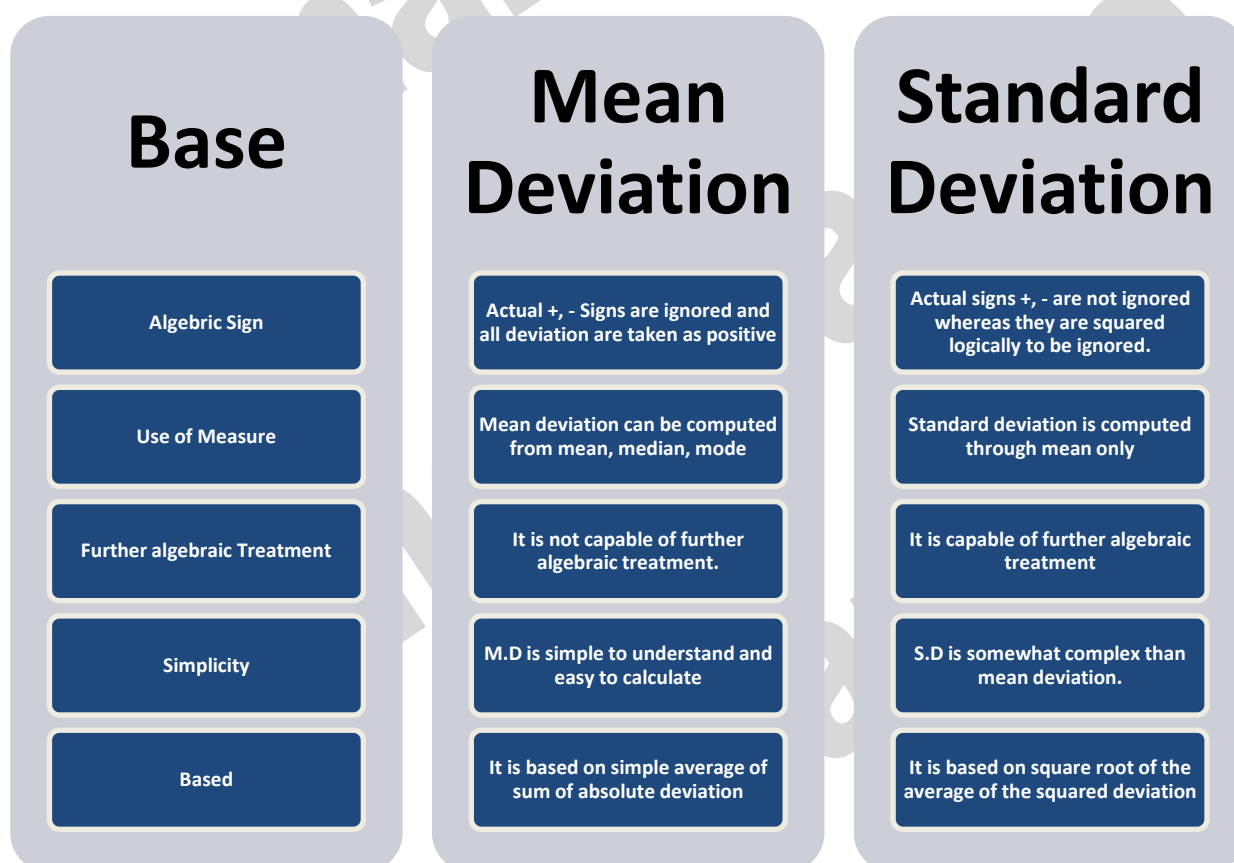 Base
Algebric Sign
Use of Measure
Further algebraic Treatment
Simplicity
Based
Mean
Deviation
Actual +, - Signs are ignored and
all deviation are taken as positive
Mean deviation can be computed
from mean, median, mode
It is not capable of further
algebraic treatment.
M.D is simple to understand and
easy to calculate
It is based on simple average of
sum of absolute deviation
Standard
Deviation
Actual signs +, - are not ignored
whereas they are squared
logically to be ignored.
Standard deviation is computed
through mean only
It is capable of further algebraic
treatment
S.D is somewhat complex than
mean deviation.
It is based on square root of the
average of the squared deviation